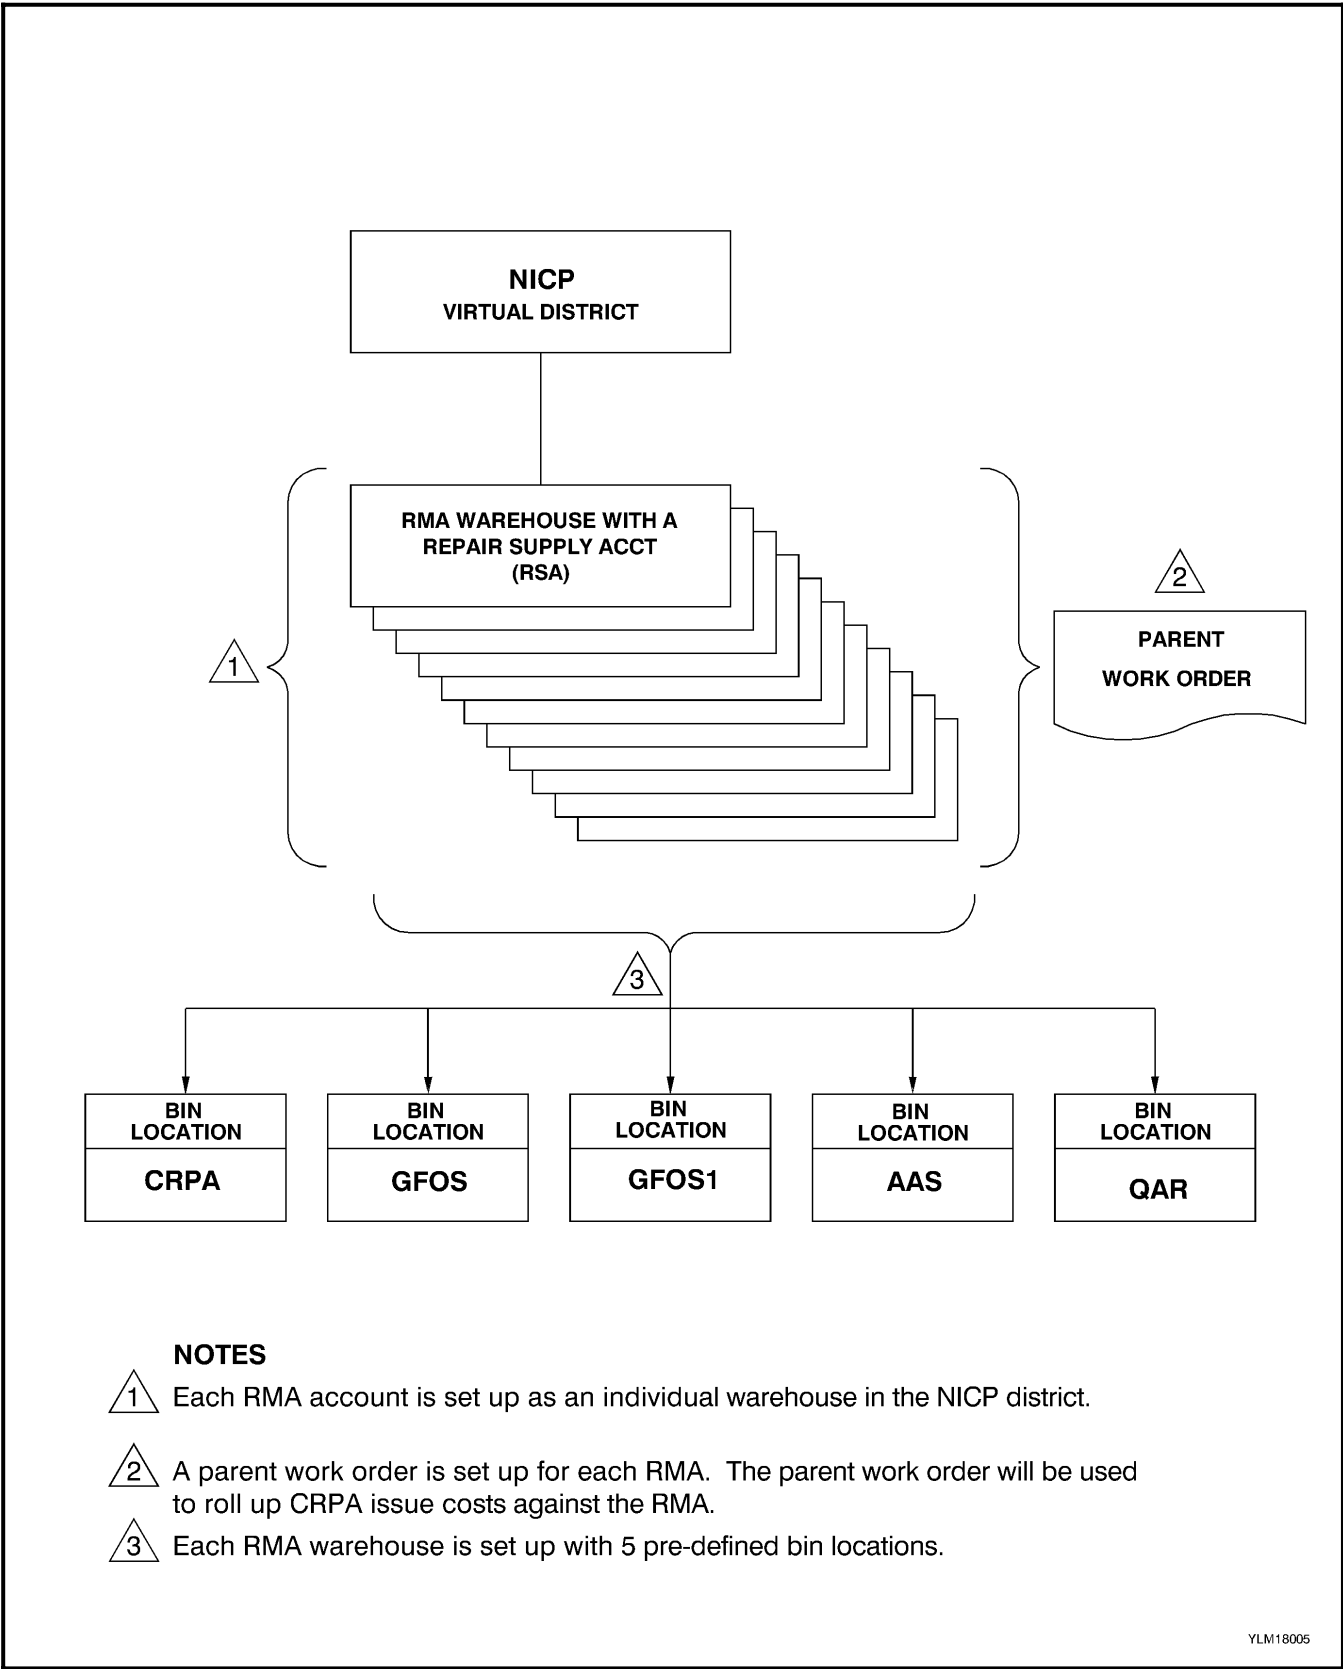 NICP
VIRTUAL DISTRICT
RMA WAREHOUSE WITH A
REPAIR SUPPLY ACCT
(RSA)
1
2
PARENT
WORK ORDER
3
BIN
LOCATION
CRPA
BIN
LOCATION
GFOS
BIN
LOCATION
GFOS1
BIN
LOCATION
AAS
BIN
LOCATION
QAR
NOTES
1 Each RMA account is set up as an individual warehouse in the NICP district.
2 A parent work order is set up for each RMA.  The parent work order will be used
to roll up CRPA issue costs against the RMA.
3 Each RMA warehouse is set up with 5 pre-defined bin locations.
YLM18005